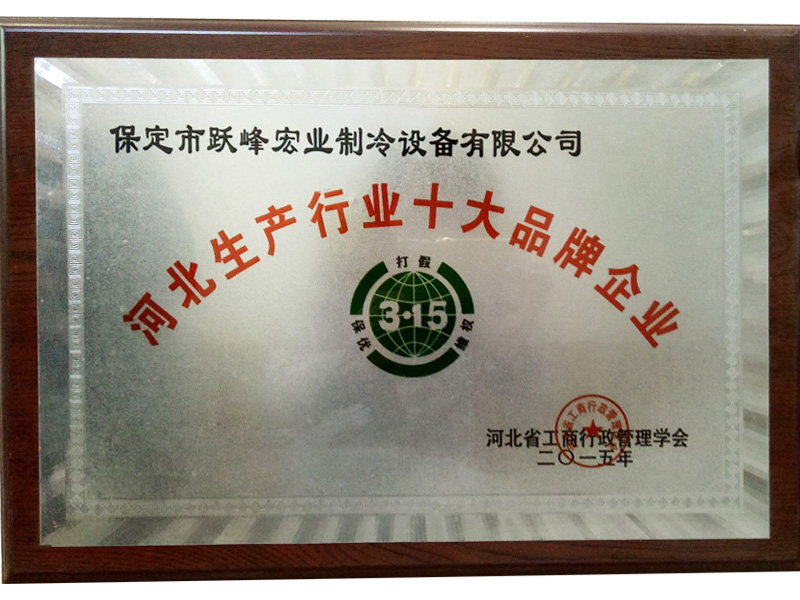 保定市跃峰宏业制冷设备有限公司
河北生产行业十大品牌企业
打假
3·15
保优
维权
河北省工商行政管理学会
二〇一五年